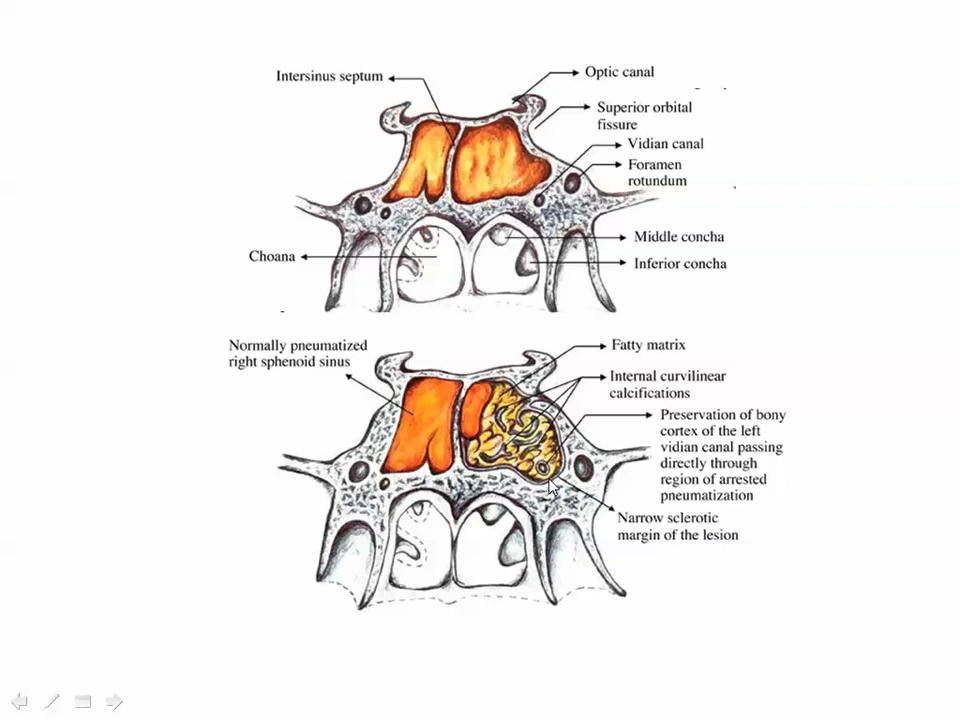 Intersinus septum
Optic canal
Superior orbital
fissure
Vidian canal
Foramen
rotundum
Middle concha
Choana
Inferior concha
Normally pneumatized
right sphenoid sinus
Fatty matrix
Internal curvilinear
calcifications
Preservation of bony
cortex of the left
vidian canal passing
directly through
region of arrested
pneumatization
Narrow sclerotic
margin of the lesion